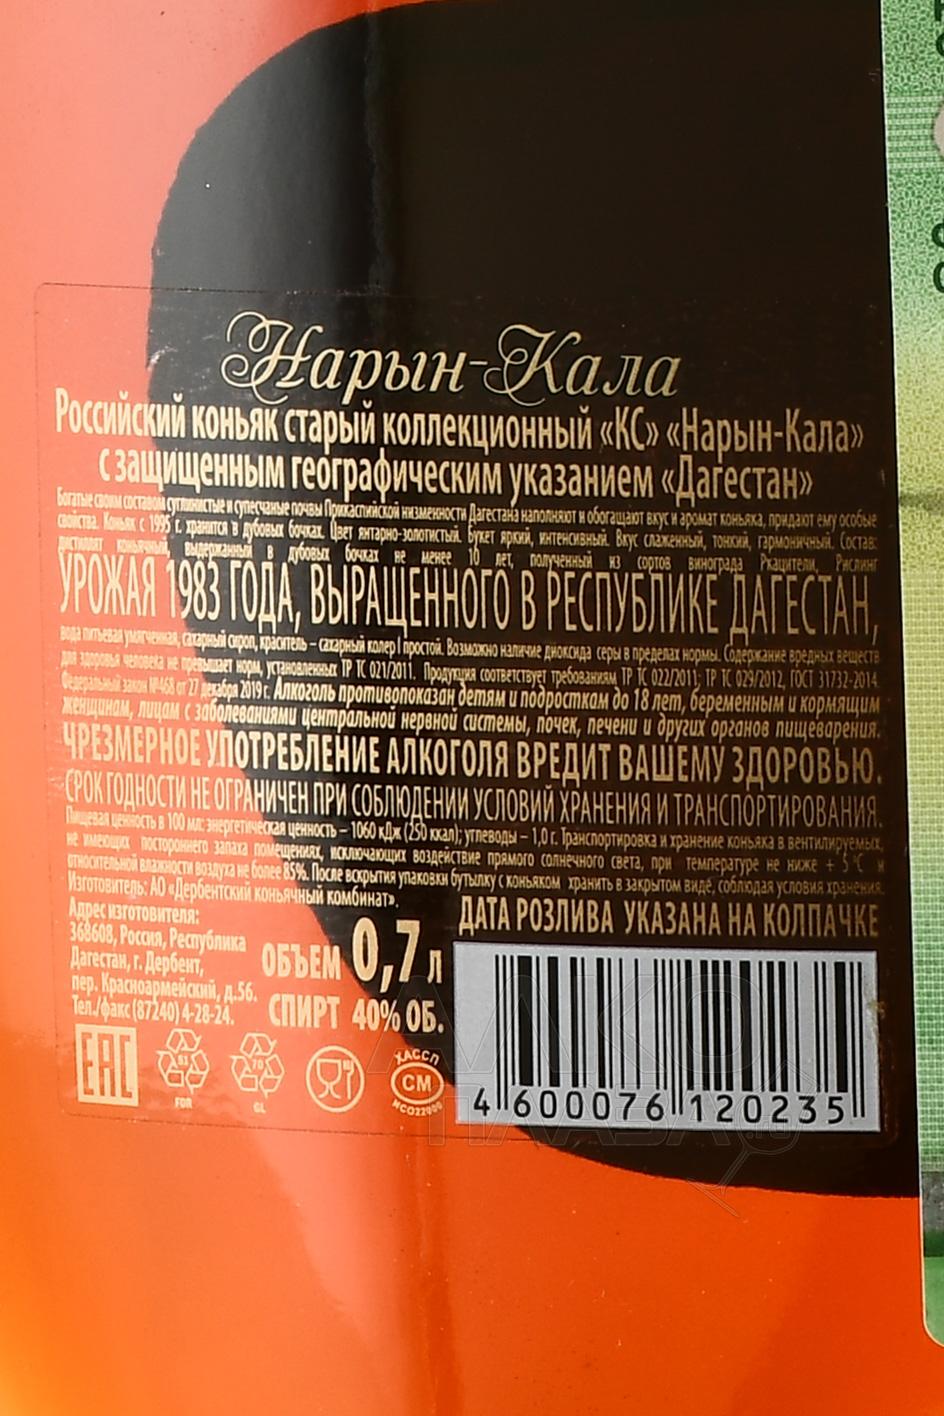 Нарын-Кала
Российский коньяк старый коллекционный «КС» «Нарын-Кала»
с защищенным географическим указанием «Дагестан»
Богатые своим составом суглинистые и супесчаные почвы Прикаспийской низменности Дагестана наполняют и обогащают вкус и аромат коньяка, придают ему особые
свойства. Коньяк с 1995 г. хранится в дубовых бочках. Цвет янтарно-золотистый. Букет яркий, интенсивный. Вкус слаженный, тонкий, гармоничный. Состав:
дистиллят коньячный, выдержанный в дубовых бочках не менее 10 лет, полученный из сортов винограда Ркацители, Рислинг
УРОЖАЯ 1983 ГОДА, ВЫРАЩЕННОГО В РЕСПУБЛИКЕ ДАГЕСТАН,
вода питьевая умягченная, сахарный сироп, краситель – сахарный колер I простой. Возможно наличие диоксида серы в пределах нормы. Содержание вредных веществ
для здоровья человека не превышает норм, установленных ТР ТС 021/2011. Продукция соответствует требованиям ТР ТС 022/2011; ТР ТС 029/2012, ГОСТ 31732-2014
Федеральный закон №468 от 27 декабря 2019 г. Алкоголь противопоказан детям и подросткам до 18 лет, беременным и кормящим
женщинам, лицам с заболеваниями центральной нервной системы, почек, печени и других органов пищеварения.
ЧРЕЗМЕРНОЕ УПОТРЕБЛЕНИЕ АЛКОГОЛЯ ВРЕДИТ ВАШЕМУ ЗДОРОВЬЮ.
СРОК ГОДНОСТИ НЕ ОГРАНИЧЕН ПРИ СОБЛЮДЕНИИ УСЛОВИЙ ХРАНЕНИЯ И ТРАНСПОРТИРОВАНИЯ.
Пищевая ценность в 100 мл: энергетическая ценность – 1060 кДж (250 ккал); углеводы – 1,0 г. Транспортировка и хранение коньяка в вентилируемых,
не имеющих постороннего запаха помещениях, исключающих воздействие прямого солнечного света, при температуре не ниже + 5 °C и
относительной влажности воздуха не более 85%. После вскрытия упаковки бутылку с коньяком хранить в закрытом виде, соблюдая условия хранения.
Изготовитель: АО «Дербентский коньячный комбинат».
Адрес изготовителя:
368608, Россия, Республика
Дагестан, г. Дербент,
пер. Красноармейский, д.56.
Тел./факс (87240) 4-28-24.
ОБЪЕМ 0,7 л
СПИРТ 40% ОБ.
ДАТА РОЗЛИВА УКАЗАНА НА КОЛПАЧКЕ
4 600076 120235
EAC
51
FOR
70
GL
ХАССП
СМ
ИСО22000
АЛКО
ПЛАЗА.ru